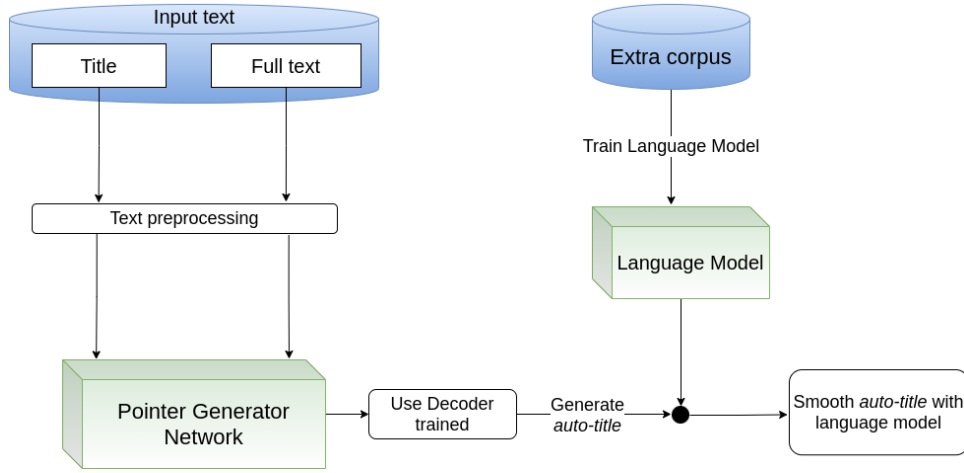 Input text
Title
Full text
Extra corpus
Train Language Model
Text preprocessing
Language Model
Pointer Generator
Network
Use Decoder
trained
Generate
auto-title
Smooth auto-title with
language model